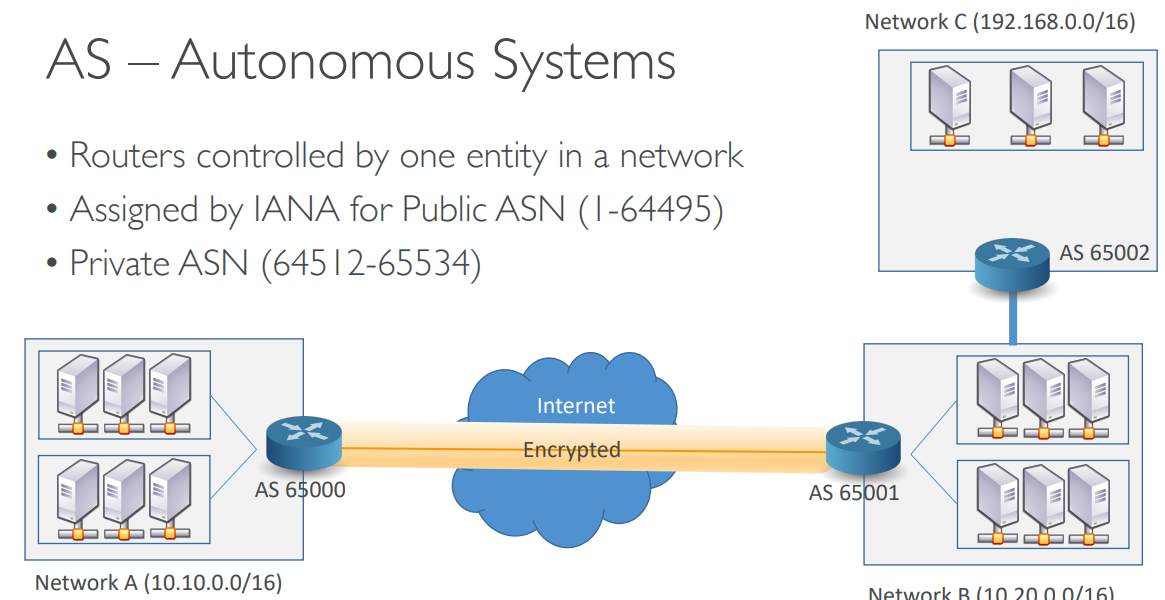 Network C (192.168.0.0/16)
AS – Autonomous Systems
• Routers controlled by one entity in a network
• Assigned by IANA for Public ASN (1-64495)
• Private ASN (64512-65534)
AS 65002
Internet
Encrypted
AS 65000
AS 65001
Network A (10.10.0.0/16)
Network B (10.20.0.0/16)